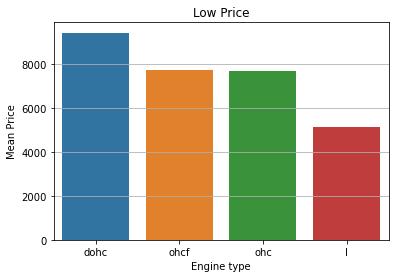 Low Price
Mean Price
8000
6000
4000
2000
0
dohc
ohcf
ohc
l
Engine type